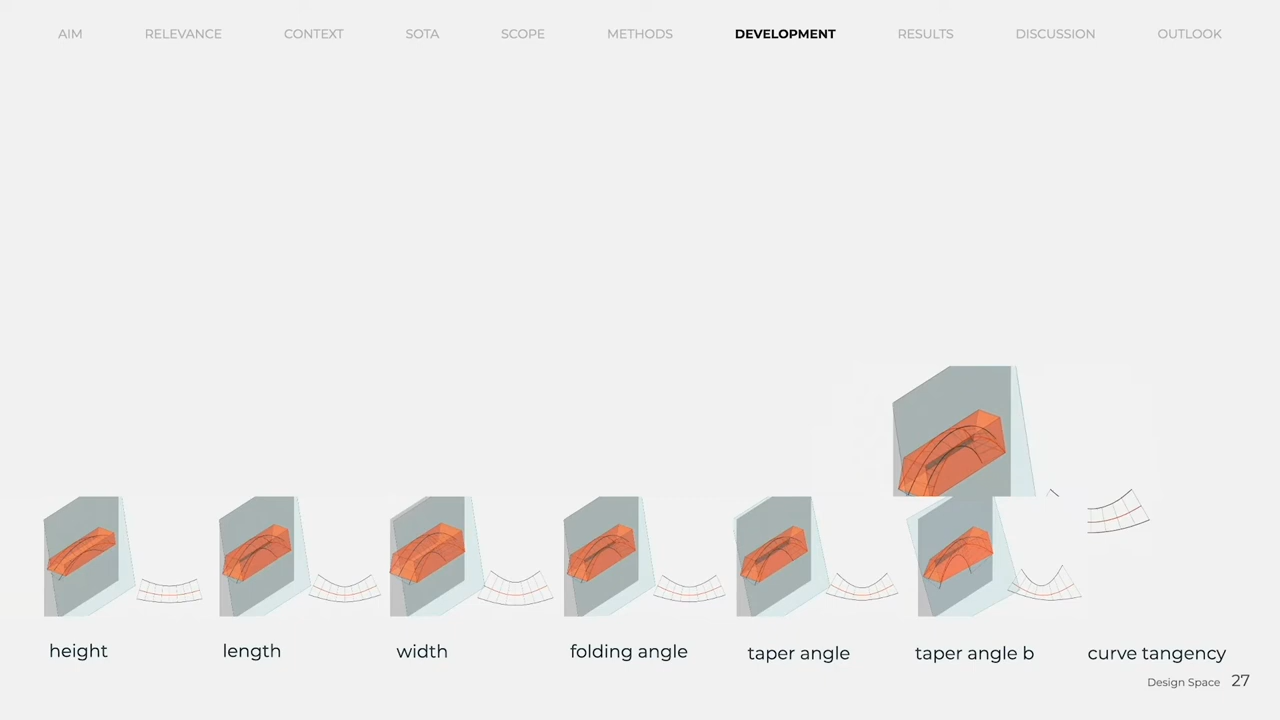 AIM RELEVANCE CONTEXT SOTA SCOPE METHODS DEVELOPMENT RESULTS DISCUSSION OUTLOOK
height length width folding angle taper angle taper angle b curve tangency
Design Space 27